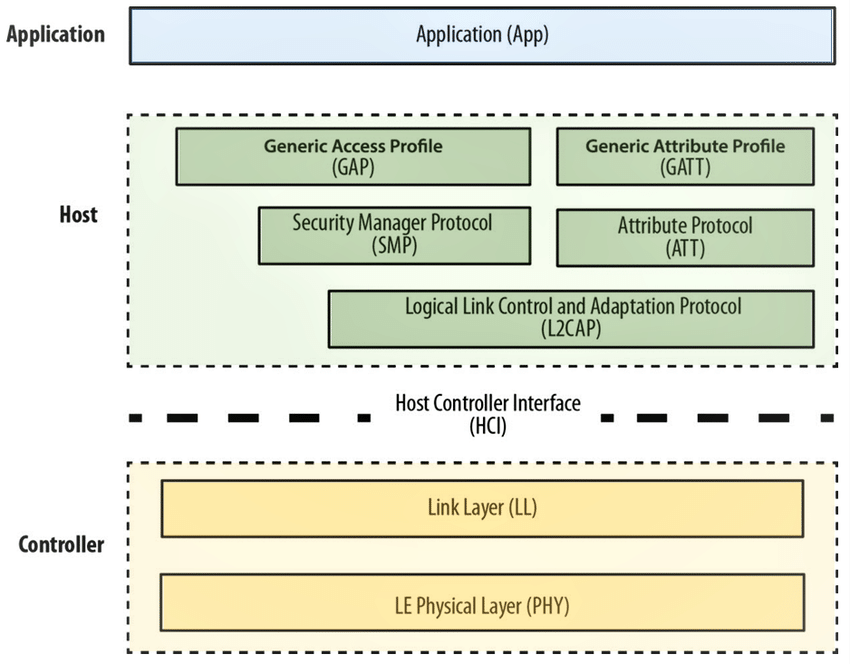 Application
Application (App)
Generic Access Profile
(GAP)
Generic Attribute Profile
(GATT)
Host
Security Manager Protocol
(SMP)
Attribute Protocol
(ATT)
Logical Link Control and Adaptation Protocol
(L2CAP)
Host Controller Interface
(HCI)
Link Layer (LL)
Controller
LE Physical Layer (PHY)